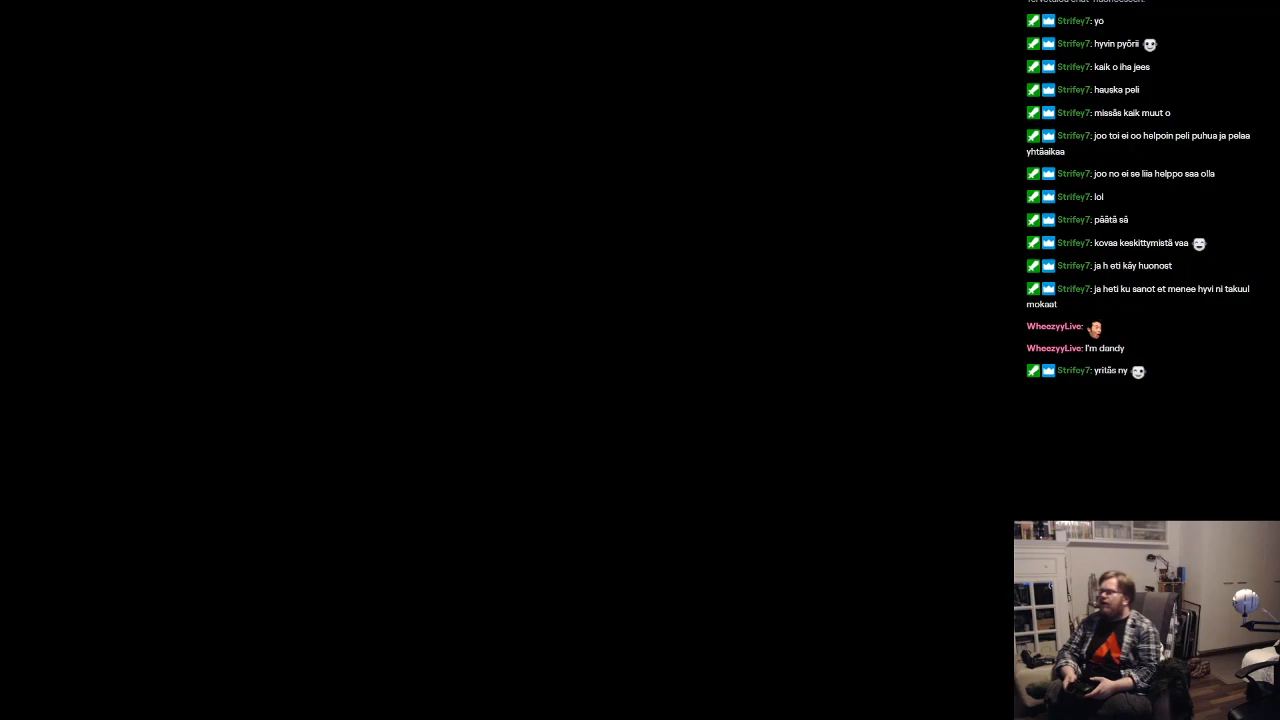 Strifey7: yo
Strifey7: hyvin pyörii
Strifey7: kaik o iha jees
Strifey7: hauska peli
Strifey7: missäs kaik muut o
Strifey7: joo toi ei oo helpoin peli puhua ja pelaa
yhtäaikaa
Strifey7: joo no ei se liia helppo saa olla
Strifey7: lol
Strifey7: päätä sä
Strifey7: kovaa keskittymistä vaa
Strifey7: ja h eti käy huonost
Strifey7: ja heti ku sanot et menee hyvi ni takuul
mokaat
WheezyyLive:
WheezyyLive: I'm dandy
Strifey7: yritäs ny